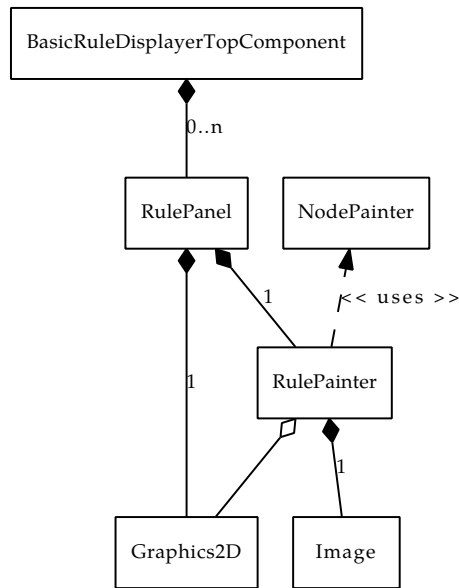 BasicRuleDisplayerTopComponent
0..n
RulePanel
NodePainter
1
<< uses >>
RulePainter
1
1
Graphics2D
Image